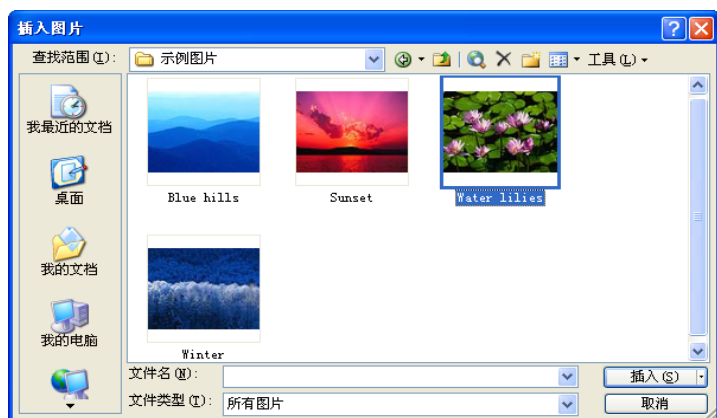 插入图片
查找范围(I):
示例图片
工具(L)
我最近的文档
桌面
我的文档
我的电脑
Blue hills
Sunset
Water lilies
Winter
文件名(N):
插入(S)
文件类型(T):
所有图片
取消